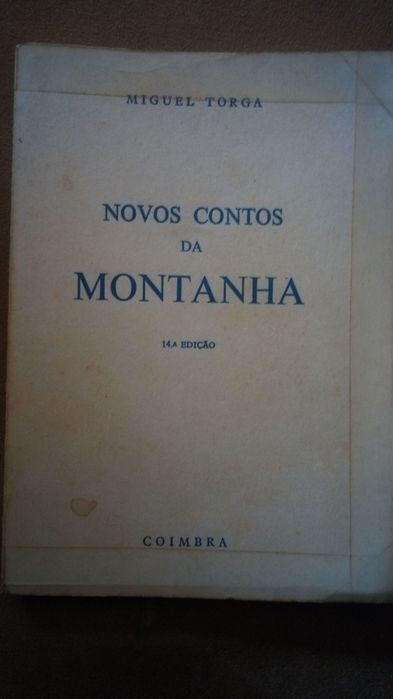 MIGUEL TORGA
NOVOS CONTOS
DA
MONTANHA
14.ª EDIÇÃO
COIMBRA